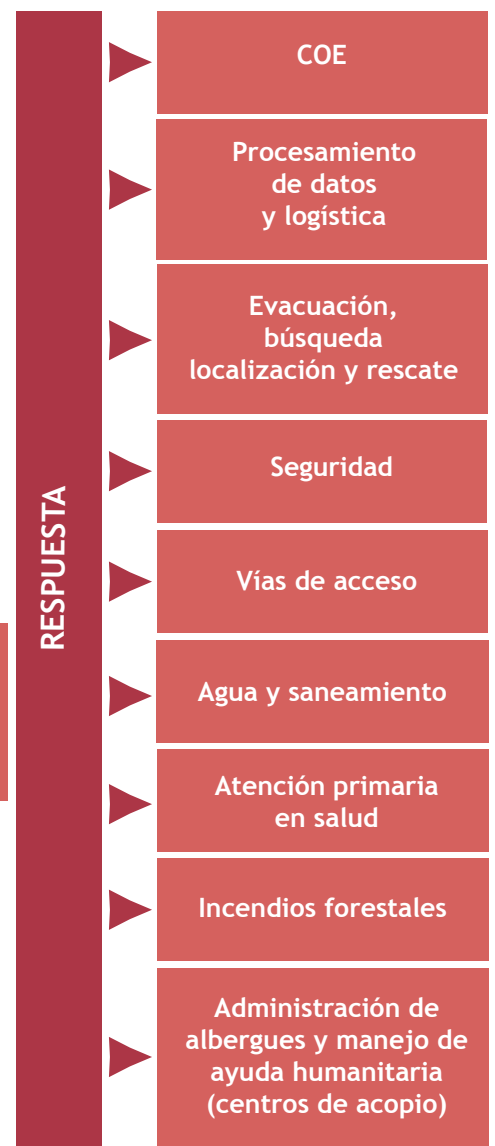 RESPUESTA
COE
Procesamiento
de datos
y logística
Evacuación,
búsqueda
localización y rescate
Seguridad
Vías de acceso
Agua y saneamiento
Atención primaria
en salud
Incendios forestales
Administración de
albergues y manejo de
ayuda humanitaria
(centros de acopio)